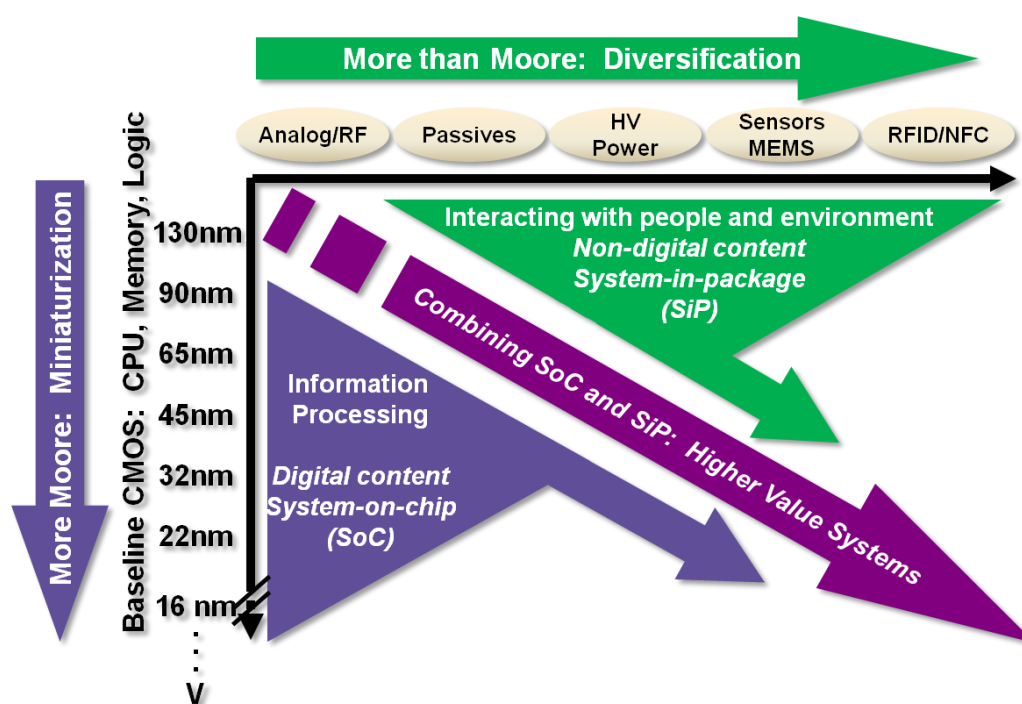 More than Moore:  Diversification
Analog/RF
Passives
HV
Power
Sensors
MEMS
RFID/NFC
More Moore:  Miniaturization
Baseline CMOS:  CPU, Memory, Logic
130nm
90nm
65nm
45nm
32nm
22nm
16 nm
V
Interacting with people and environment
Non-digital content
System-in-package
(SiP)
Combining SoC and SiP:  Higher Value Systems
Information
Processing
Digital content
System-on-chip
(SoC)